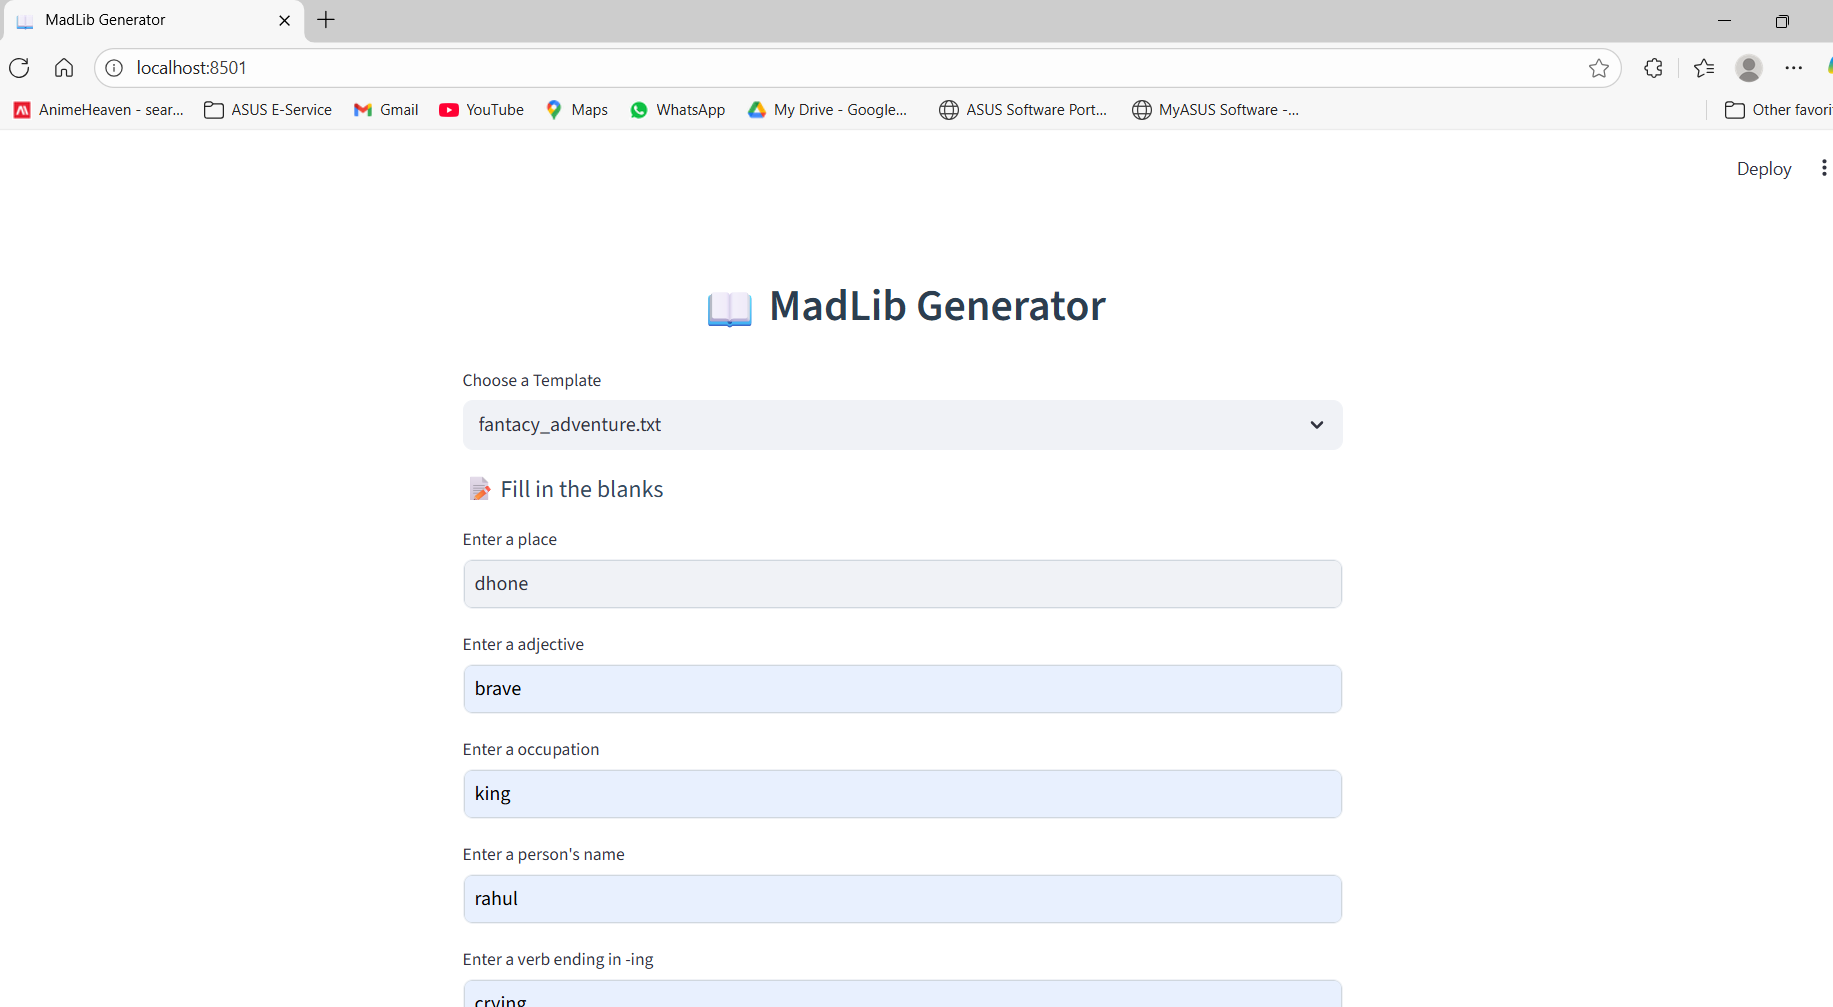 MadLib Generator
localhost:8501
AnimeHeaven - sear... ASUS E-Service Gmail YouTube Maps WhatsApp My Drive - Google... ASUS Software Port... MyASUS Software -... Other favori
Deploy
MadLib Generator
Choose a Template
fantacy_adventure.txt
Fill in the blanks
Enter a place
dhone
Enter a adjective
brave
Enter a occupation
king
Enter a person's name
rahul
Enter a verb ending in -ing
crying